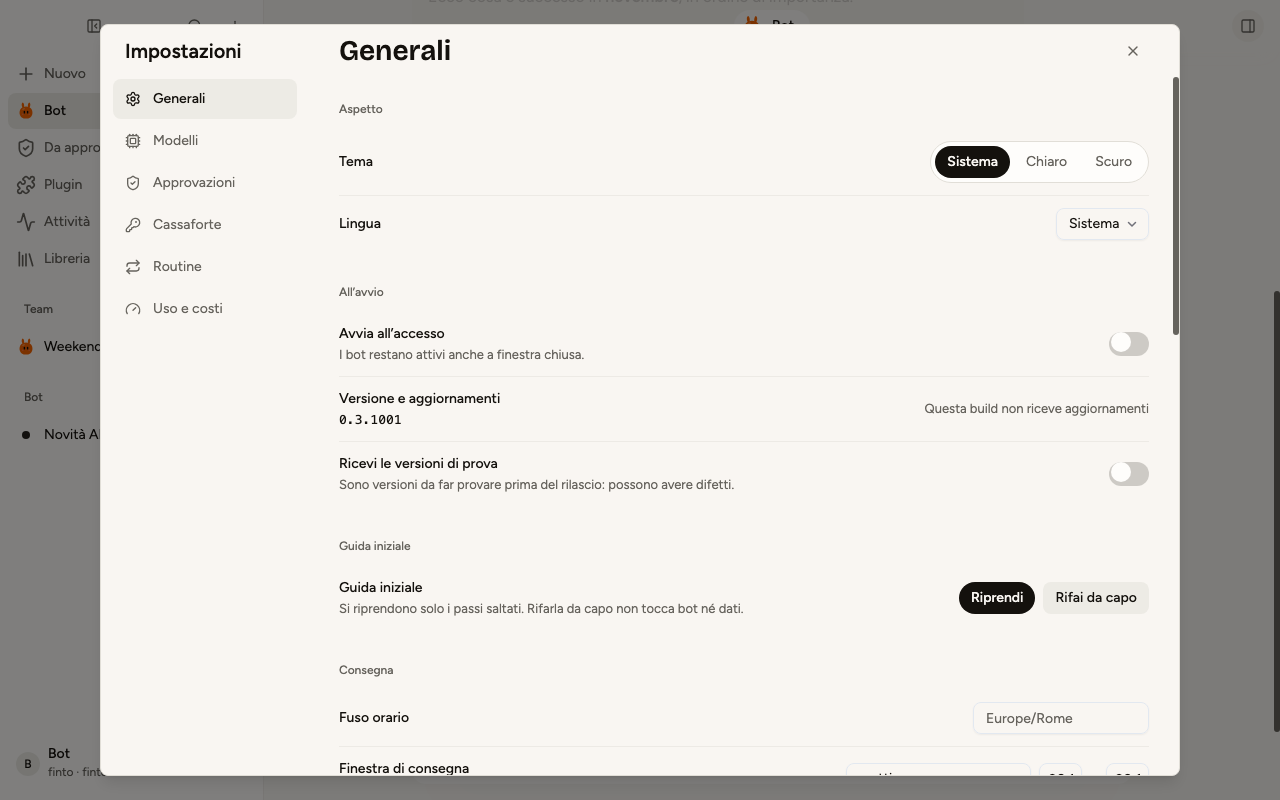 Impostazioni
Generali
Modelli
Approvazioni
Cassaforte
Routine
Uso e costi
Generali
Aspetto
Tema
Sistema
Chiaro
Scuro
Lingua
Sistema
All’avvio
Avvia all’accesso
I bot restano attivi anche a finestra chiusa.
Versione e aggiornamenti
0.3.1001
Questa build non riceve aggiornamenti
Ricevi le versioni di prova
Sono versioni da far provare prima del rilascio: possono avere difetti.
Guida iniziale
Guida iniziale
Si riprendono solo i passi saltati. Rifarla da capo non tocca bot né dati.
Riprendi
Rifai da capo
Consegna
Fuso orario
Europe/Rome
Finestra di consegna
Nuovo
Bot
Da appro
Plugin
Attività
Libreria
Team
Weekend
Bot
Novità A
B
Bot
finto · finto